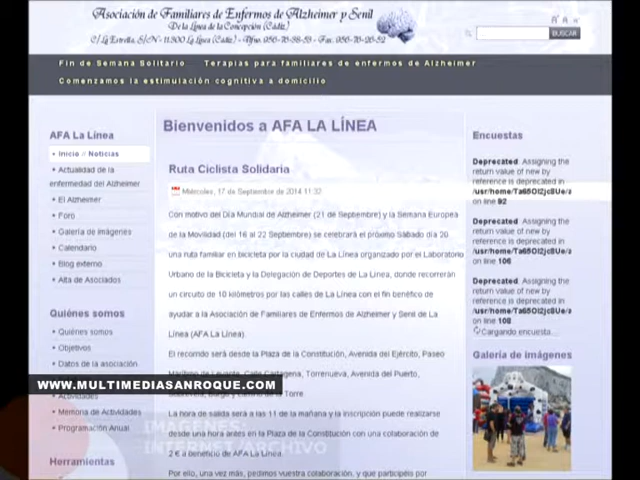 Asociación de Familiares de Enfermos de Alzheimer y Senil
De la Línea de la Concepción (Cádiz)
C/ La Estrella, S/C/N - 11.300 La Línea (Cádiz) -
BUSCAR
Fin de Semana Solitario Terapias para familiares de enfermos de Alzheimer
Comenzamos la estimulación cognitiva a domicilio
AFA La Línea
Inicio // Noticias
Actualidad de la
enfermedad del Alzheimer
El Alzheimer
Foro
Galería de imágenes
Calendario
Blog externo
Alta de Asociados
Quiénes somos
Quiénes somos
Objetivos
Datos de la asociación
Actividades
Memoria de Actividades
Programación Anual
Herramientas
Bienvenidos a AFA LA LÍNEA
Ruta Ciclista Solidaria
Miércoles, 17 de Septiembre de 2014 11:32
Con motivo del Día Mundial de Alzheimer (21 de Septiembre) y la Semana Europea
de la Movilidad (del 16 al 22 Septiembre) se celebrará el próximo Sábado día 20
una ruta familiar en bicicleta por la ciudad de La Línea organizado por el Laboratorio
Urbano de la Bicicleta y la Delegación de Deportes de La Línea, donde recorrerán
un circuito de 10 kilómetros por las calles de La Línea con el fin benéfico de
ayudar a la Asociación de Familiares de Enfermos de Alzheimer y Senil de La
Línea (AFA La Línea).
El recorrido será desde la Plaza de la Constitución, Avenida del Ejército, Paseo
Marítimo de Levante, Calle Cartagena, Torrenueva, Avenida del Puerto,
Torre
La hora de salida será a las 11 de la mañana y la inscripción puede realizarse
desde una hora antes en la Plaza de la Constitución con una colaboración de
2 € a beneficio de AFA La Línea.
Por ello, una vez más, pedimos vuestra colaboración, y que participéis por
Encuestas
Deprecated: Assigning the
return value of new by
reference is deprecated in
on line 92
Deprecated: Assigning the
return value of new by
reference is deprecated in
on line 106
Deprecated: Assigning the
return value of new by
reference is deprecated in
on line 108
Cargando encuesta...
Galería de imágenes
WWW.MULTIMEDIASANROQUE.COM
IMAGENES:
INTERNET/ARCHIVO